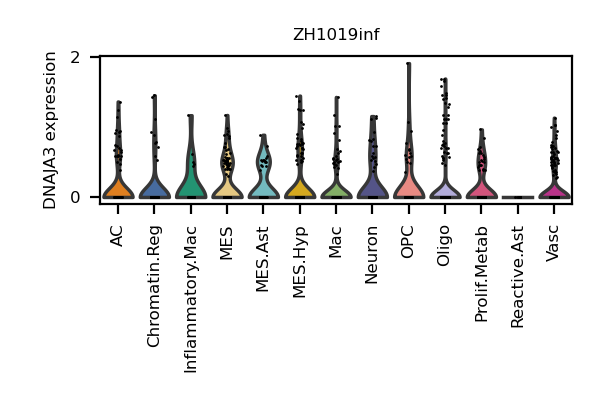 ZH1019inf
DNAJA3 expression
2
0
AC
Chromatin.Reg
Inflammatory.Mac
MES
MES.Ast
MES.Hyp
Mac
Neuron
OPC
Oligo
Prolif.Metab
Reactive.Ast
Vasc